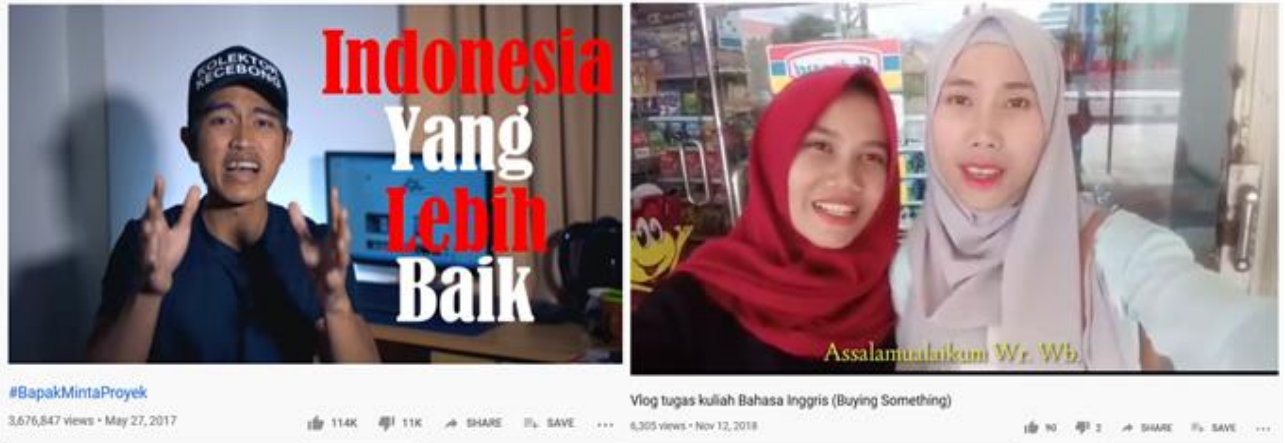 KOLEKTOR
KECEBONG
Indonesia
Yang
Lebih
Baik
#BapakMintaProyek
3,676,847 views • May 27, 2017
114K
11K
SHARE
SAVE
Assalamualaikum Wr. Wb
Vlog tugas kuliah Bahasa Inggris (Buying Something)
6,305 views • Nov 12, 2018
90
2
SHARE
SAVE